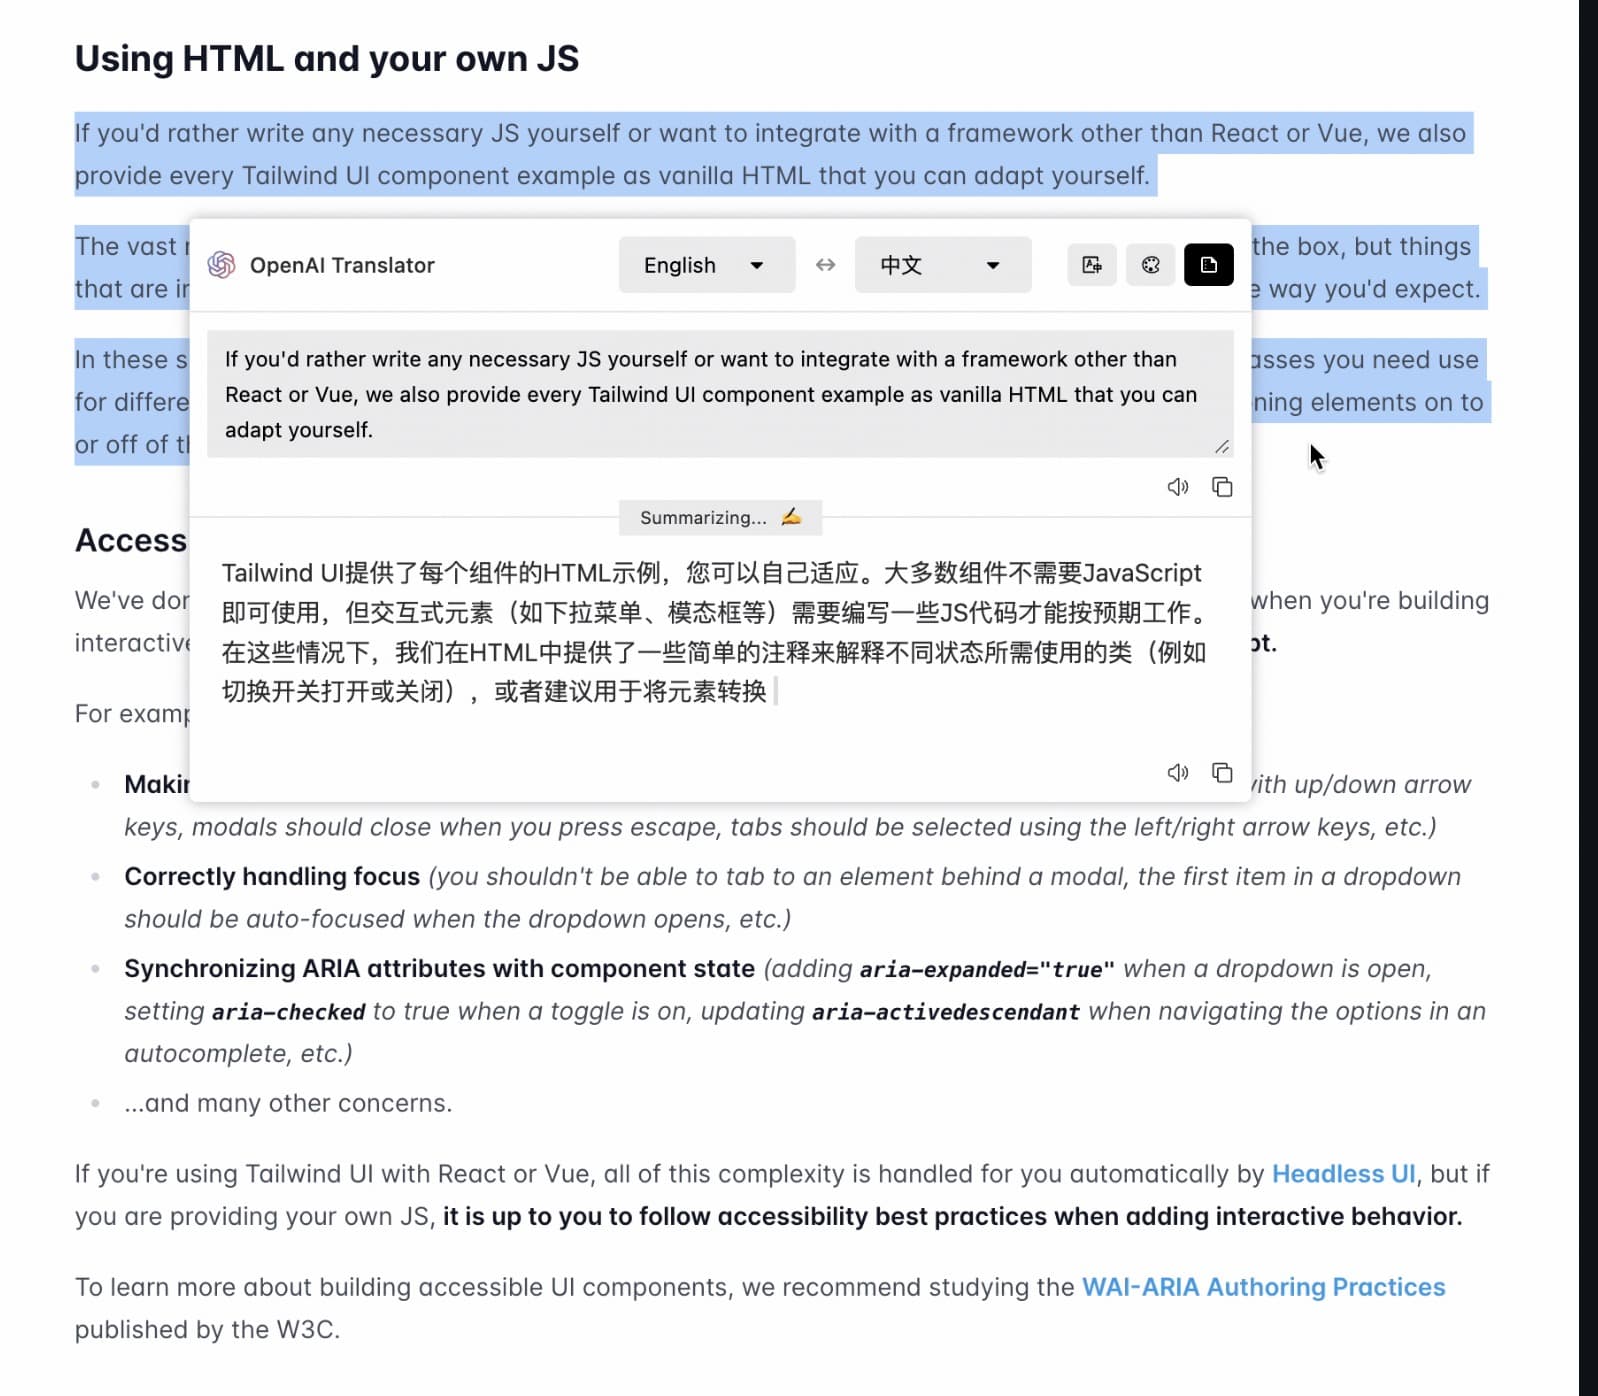 Using HTML and your own JS
If you'd rather write any necessary JS yourself or want to integrate with a framework other than React or Vue, we also
provide every Tailwind UI component example as vanilla HTML that you can adapt yourself.
The vast
the box, but things
that are
way you'd expect.
In these
you need use
for
elements on to
or off of
OpenAI Translator
English
中文
If you'd rather write any necessary JS yourself or want to integrate with a framework other than
React or Vue, we also provide every Tailwind UI component example as vanilla HTML that you can
adapt yourself.
Summarizing... ✍️
Tailwind UI提供了每个组件的HTML示例，您可以自己适应。大多数组件不需要JavaScript
即可使用，但交互式元素（如下拉菜单、模态框等）需要编写一些JS代码才能按预期工作。
在这些情况下，我们在HTML中提供了一些简单的注释来解释不同状态所需使用的类（例如
切换开关打开或关闭），或者建议用于将元素转换
We've
when you're building
For
up/down arrow
keys, modals should close when you press escape, tabs should be selected using the left/right arrow keys, etc.)
Correctly handling focus (you shouldn't be able to tab to an element behind a modal, the first item in a dropdown
should be auto-focused when the dropdown opens, etc.)
Synchronizing ARIA attributes with component state (adding aria-expanded="true" when a dropdown is open,
setting aria-checked to true when a toggle is on, updating aria-activedescendant when navigating the options in an
autocomplete, etc.)
...and many other concerns.
If you're using Tailwind UI with React or Vue, all of this complexity is handled for you automatically by Headless UI, but if
you are providing your own JS, it is up to you to follow accessibility best practices when adding interactive behavior.
To learn more about building accessible UI components, we recommend studying the WAI-ARIA Authoring Practices
published by the W3C.